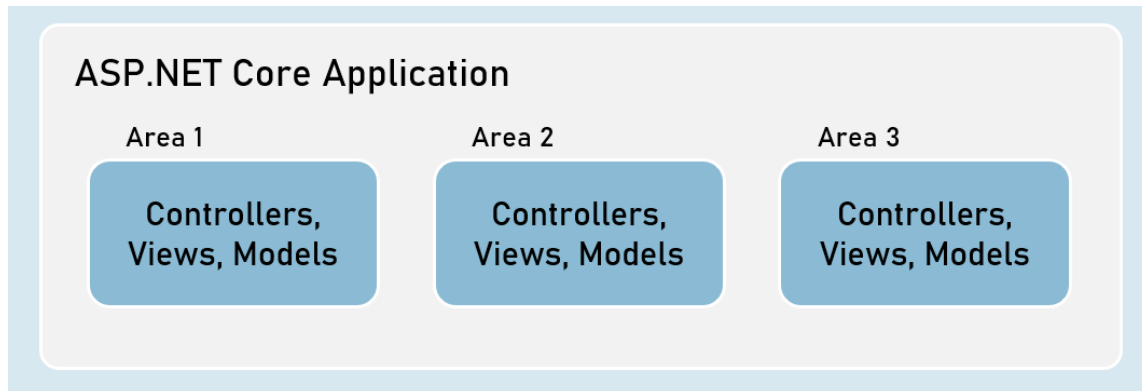 ASP.NET Core Application
Area 1
Area 2
Area 3
Controllers,
Views, Models
Controllers,
Views, Models
Controllers,
Views, Models